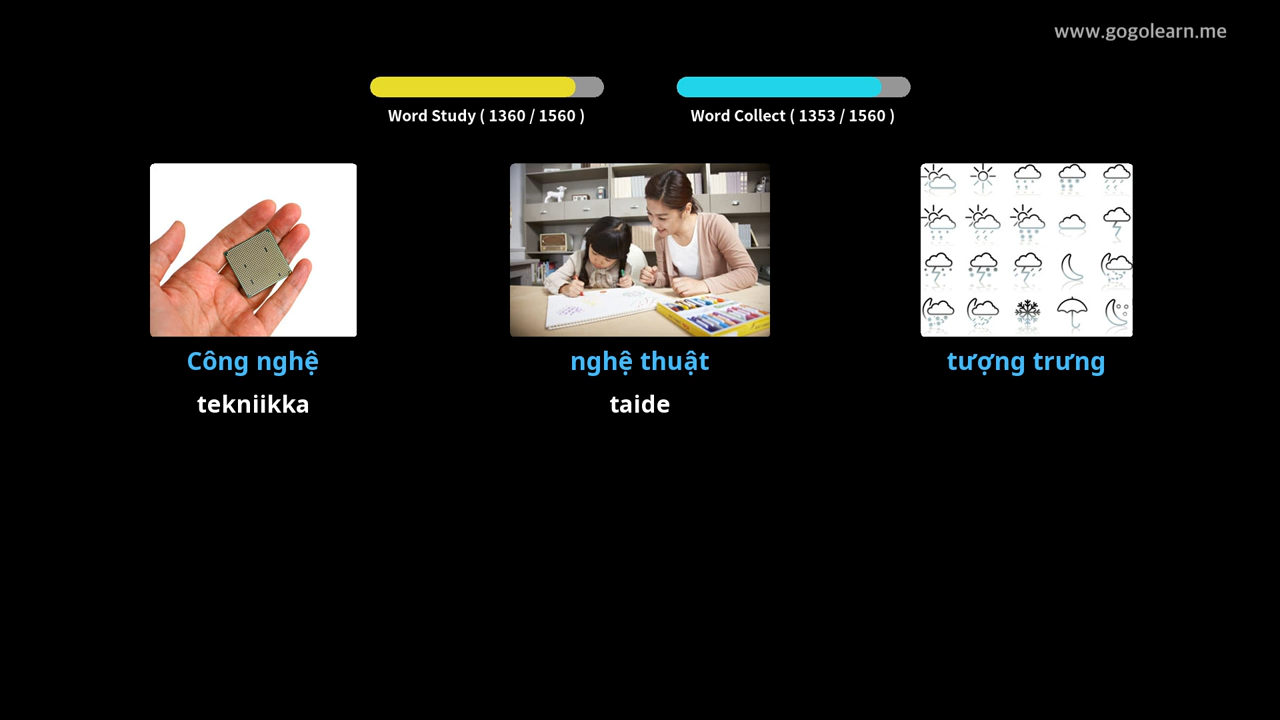 www.gogolearn.me
Word Study ( 1360 / 1560 )
Word Collect ( 1353 / 1560 )
Công nghệ
nghệ thuật
tượng trưng
tekniikka
taide